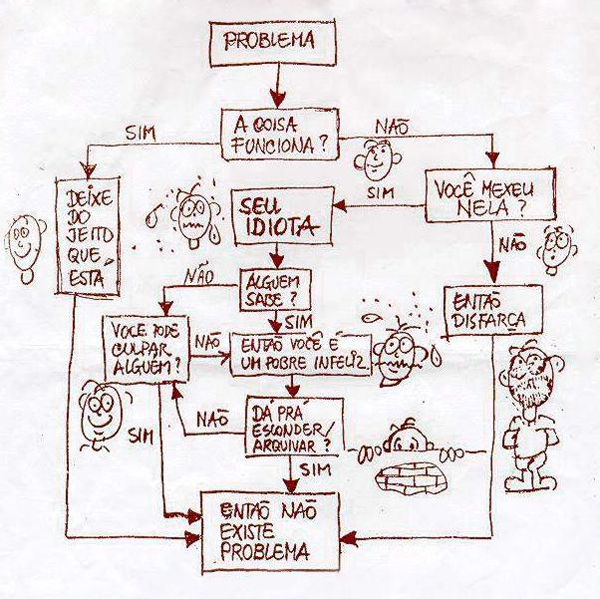 PROBLEMA
A COISA
FUNCIONA?
SIM
NÃO
DEIXE
DO
JEITO
QUE
ESTÁ
SEU
IDIOTA
SIM
VOCÊ MEXEU
NELA?
NÃO
NÃO
ALGUEM
SABE?
ENTÃO
DISFARÇA
SIM
VOCE PODE
CULPAR
ALGUEM?
NÃO
ENTÃO VOCÊ É
UM POBRE INFELIZ
NÃO
DÁ PRÁ
ESCONDER/
ARQUIVAR?
SIM
SIM
ENTÃO NÃO
EXISTE
PROBLEMA